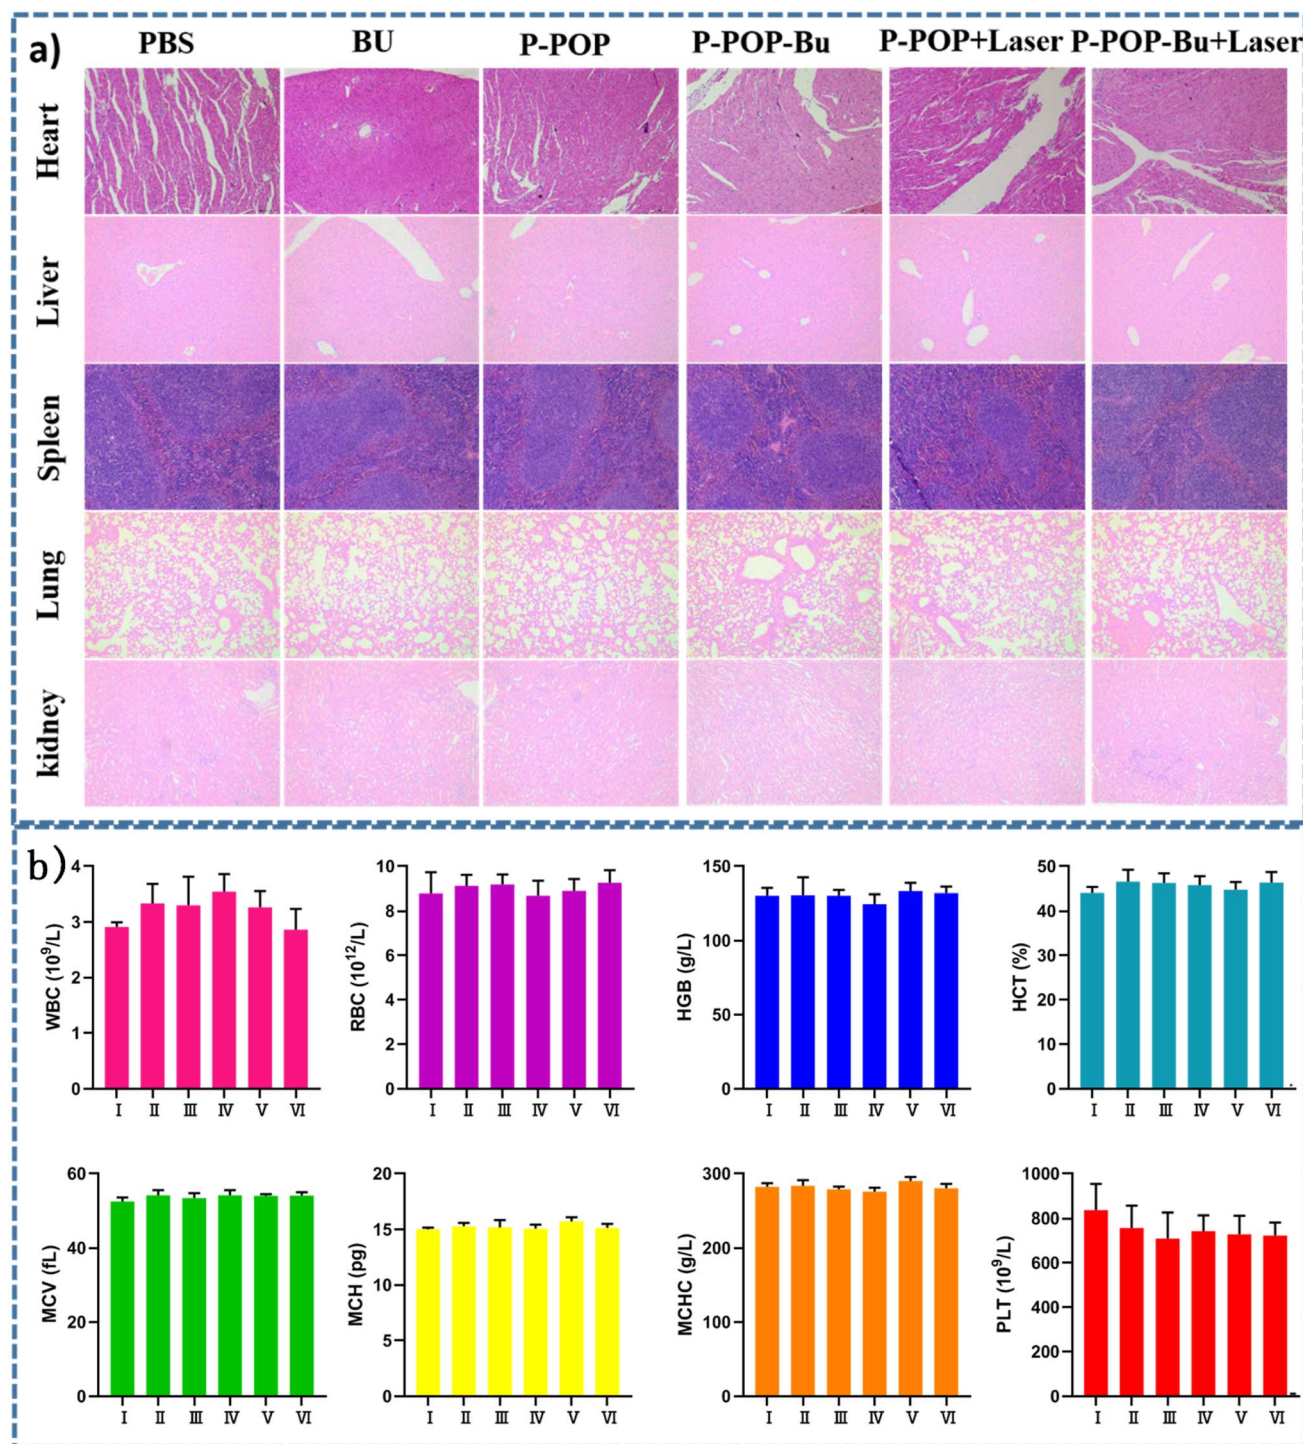 a)
PBS BU P-POP P-POP-Bu P-POP+Laser P-POP-Bu+Laser
Heart
Liver
Spleen
Lung
kidney
b)
WBC (10⁹/L)
4
3
2
1
0
I II III IV V VI
RBC (10¹²/L)
10
8
6
4
2
0
I II III IV V VI
HGB (g/L)
150
100
50
0
I II III IV V VI
HCT (%)
50
40
30
20
10
0
I II III IV V VI
MCV (fL)
60
40
20
0
I II III IV V VI
MCH (pg)
20
15
10
5
0
I II III IV V VI
MCHC (g/L)
300
200
100
0
I II III IV V VI
PLT (10⁹/L)
1000
800
600
400
200
0
I II III IV V VI